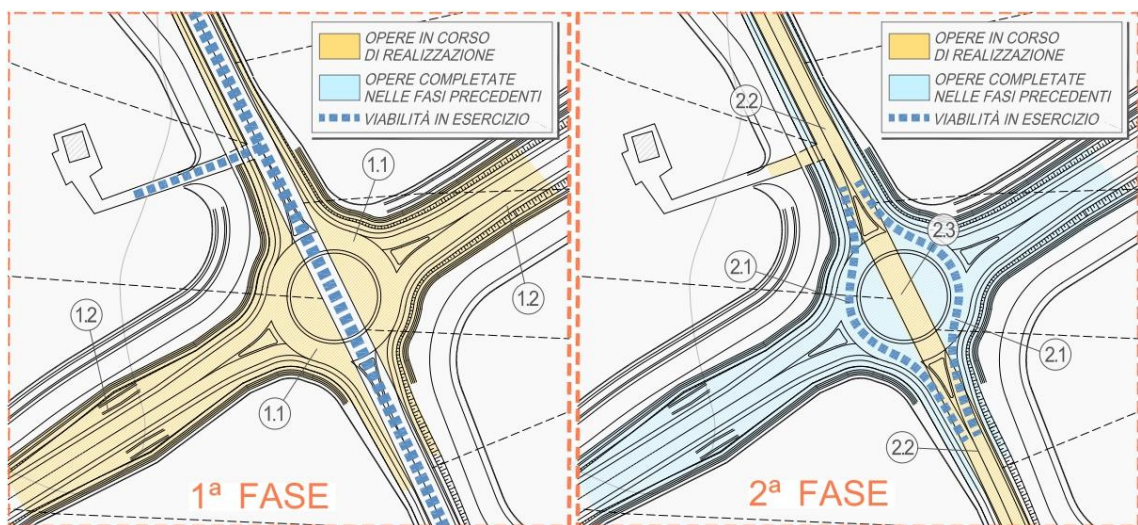 OPERE IN CORSO
DI REALIZZAZIONE
OPERE COMPLETATE
NELLE FASI PRECEDENTI
VIABILITÀ IN ESERCIZIO
1.1
1.2
1.2
1.1
1ª FASE
OPERE IN CORSO
DI REALIZZAZIONE
OPERE COMPLETATE
NELLE FASI PRECEDENTI
VIABILITÀ IN ESERCIZIO
2.2
2.3
2.1
2.1
2.2
2ª FASE